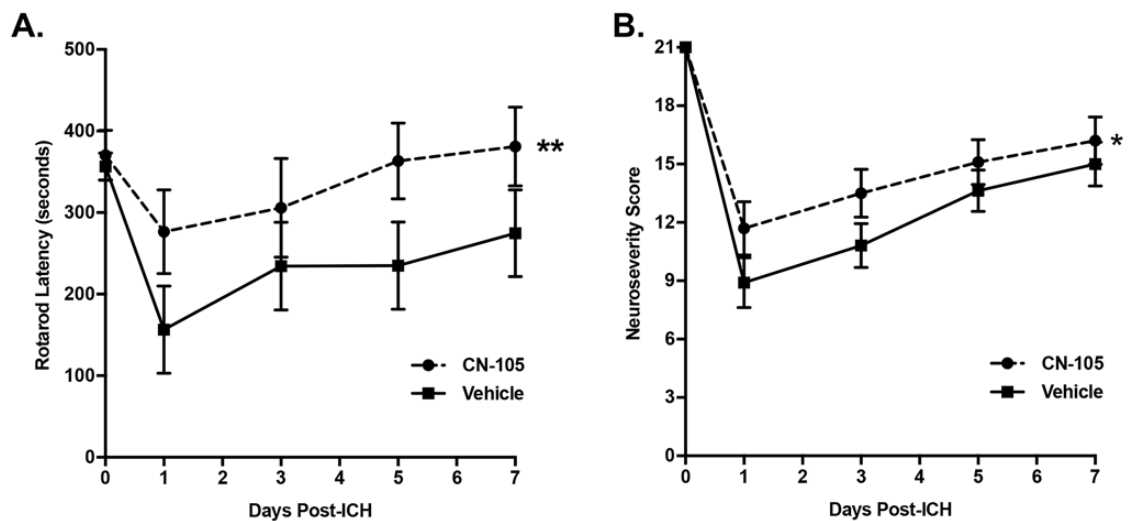 A.
500
400
300
200
100
0
Rotarod Latency (seconds)
**
CN-105
Vehicle
0 1 2 3 4 5 6 7
Days Post-ICH
B.
21
18
15
12
9
6
3
0
Neuroseverity Score
*
CN-105
Vehicle
0 1 2 3 4 5 6 7
Days Post-ICH